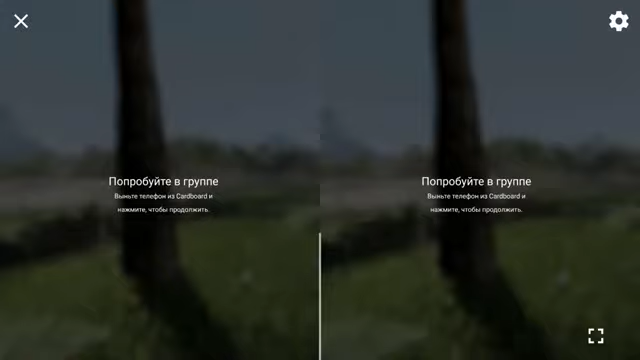 Попробуйте в группе
Выньте телефон из Cardboard и
нажмите, чтобы продолжить.
Попробуйте в группе
Выньте телефон из Cardboard и
нажмите, чтобы продолжить.